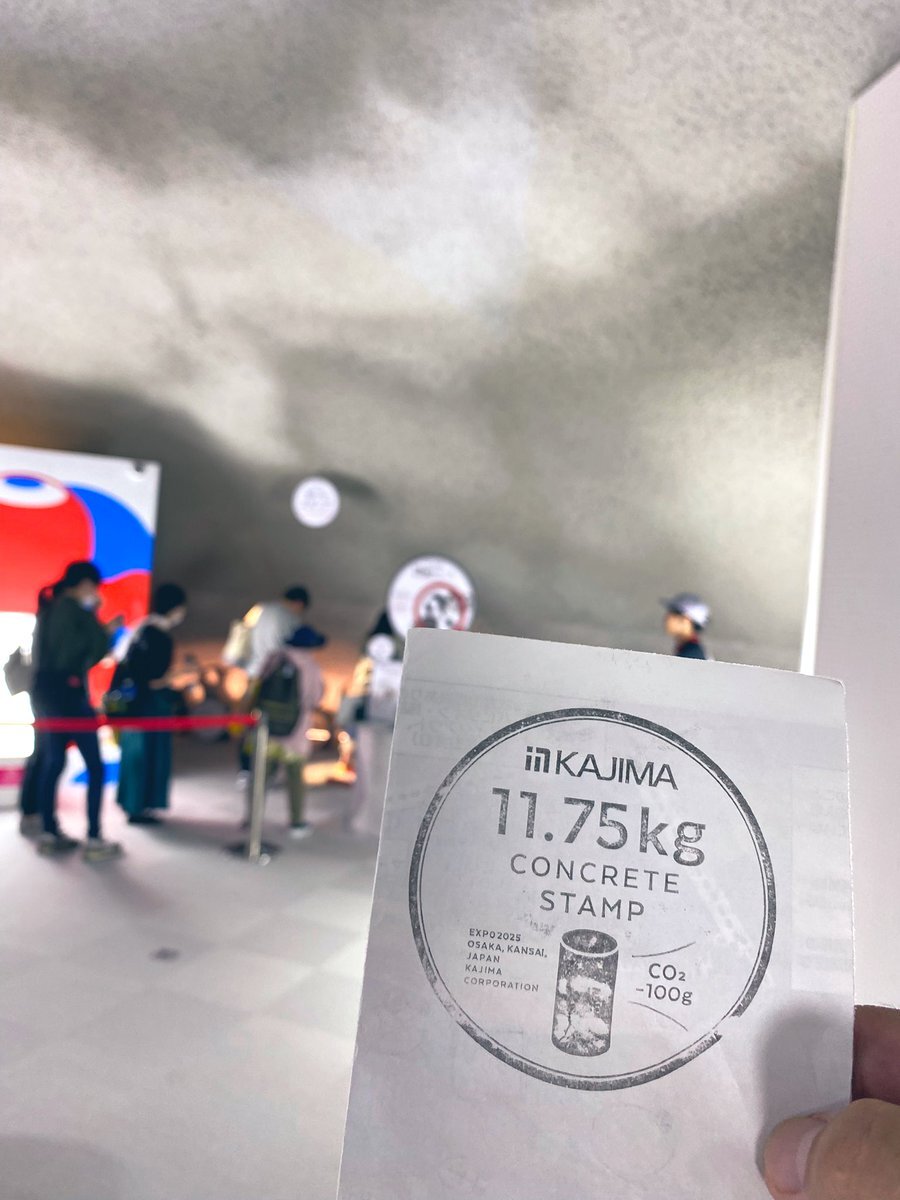 KAJIMA
11.75kg
CONCRETE
STAMP
EXPO2025
OSAKA, KANSAI,
JAPAN
KAJIMA
CORPORATION
CO₂
-100g